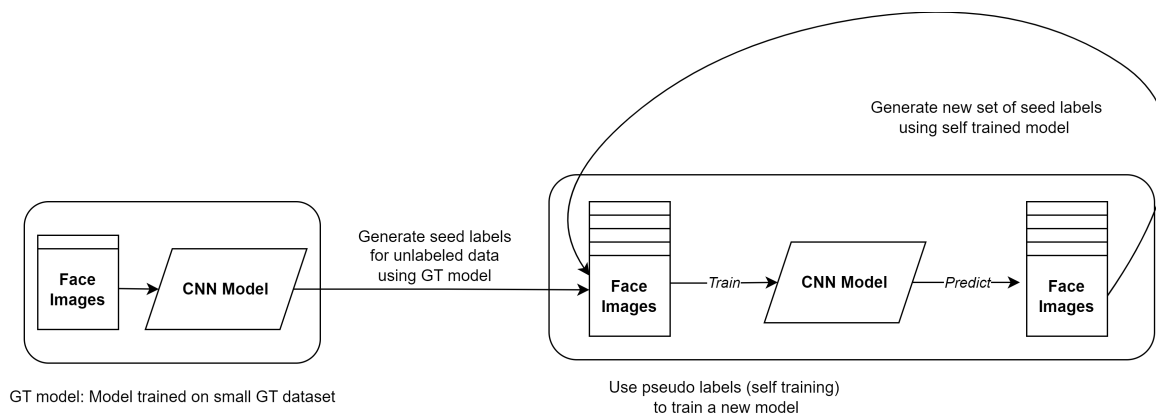 Generate new set of seed labels
using self trained model
Generate seed labels
for unlabeled data
using GT model
Face
Images
CNN Model
Face
Images
Train
CNN Model
Predict
Face
Images
GT model: Model trained on small GT dataset
Use pseudo labels (self training)
to train a new model